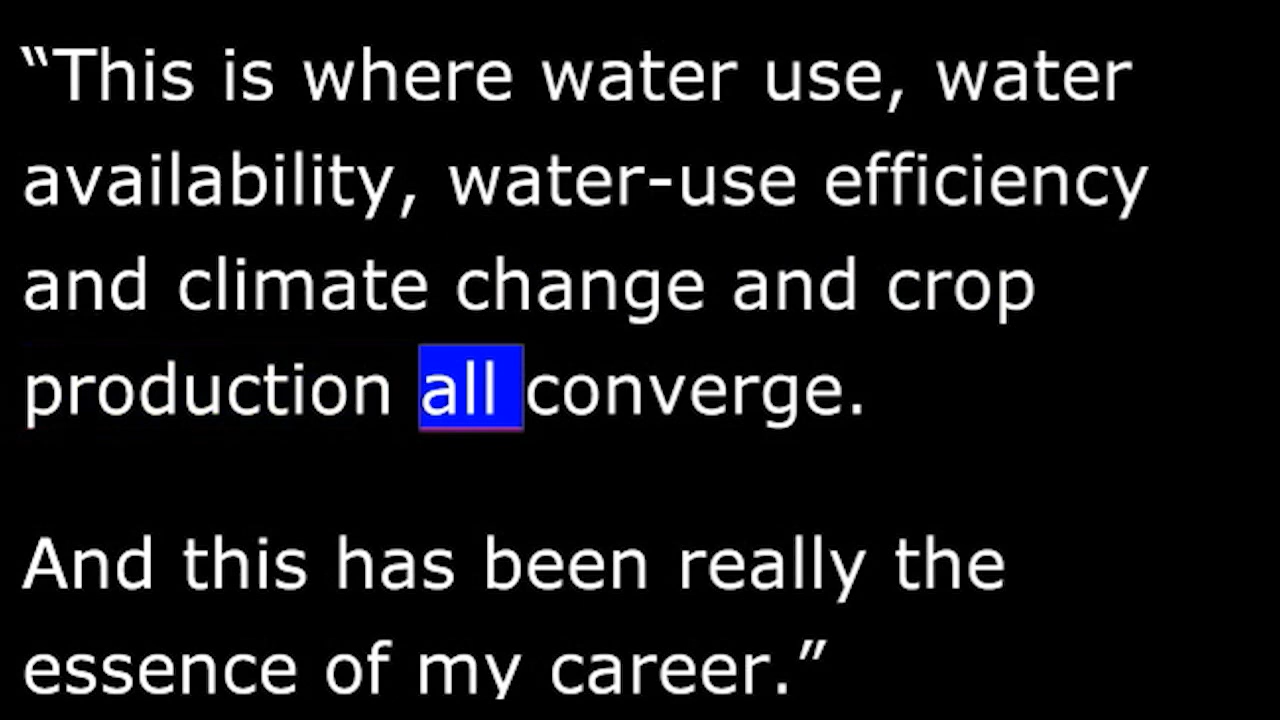 “This is where water use, water
availability, water-use efficiency
and climate change and crop
production all converge.
And this has been really the
essence of my career.”